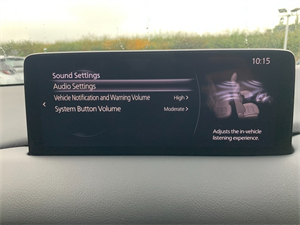 10:15
Sound Settings
Audio Settings
Vehicle Notification and Warning Volume High >
System Button Volume Moderate >
Adjusts the in-vehicle
listening experience.